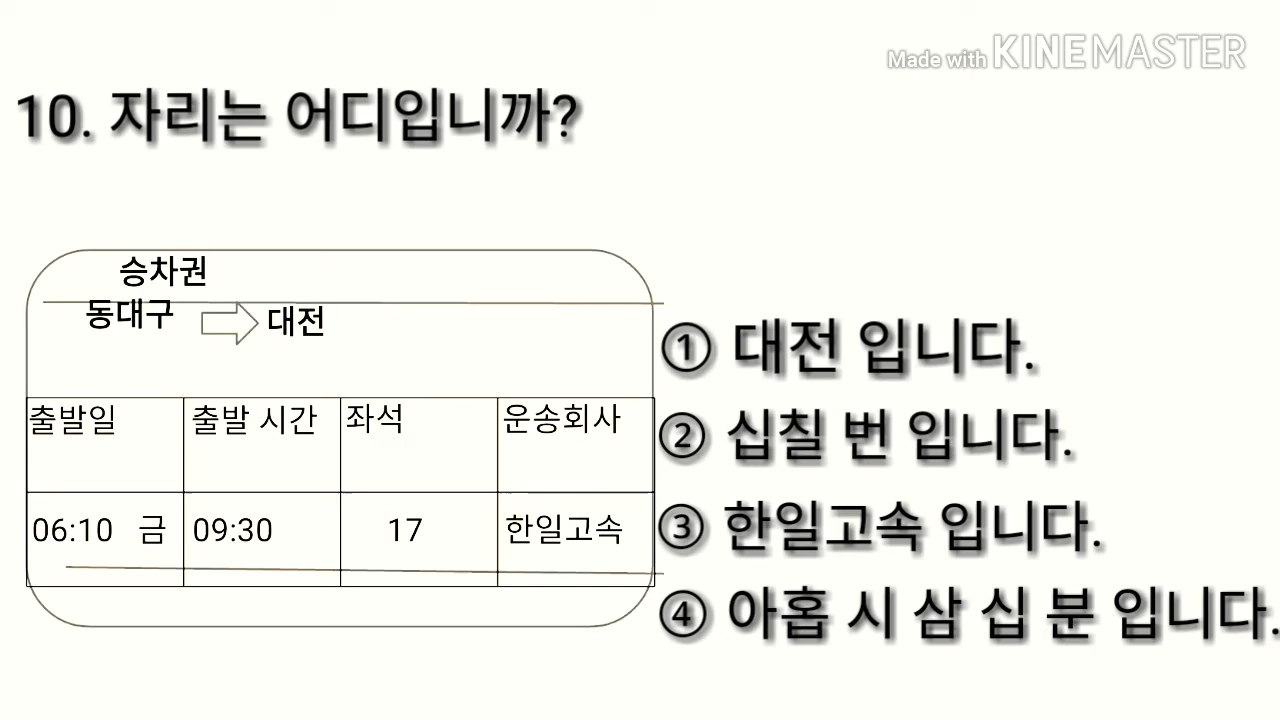 Made with KINEMASTER
10. 자리는 어디입니까?
승차권
동대구 대전
출발일 출발 시간 좌석 운송회사
06:10 금 09:30 17 한일고속
① 대전 입니다.
② 십칠 번 입니다.
③ 한일고속 입니다.
④ 아홉 시 삼 십 분 입니다.